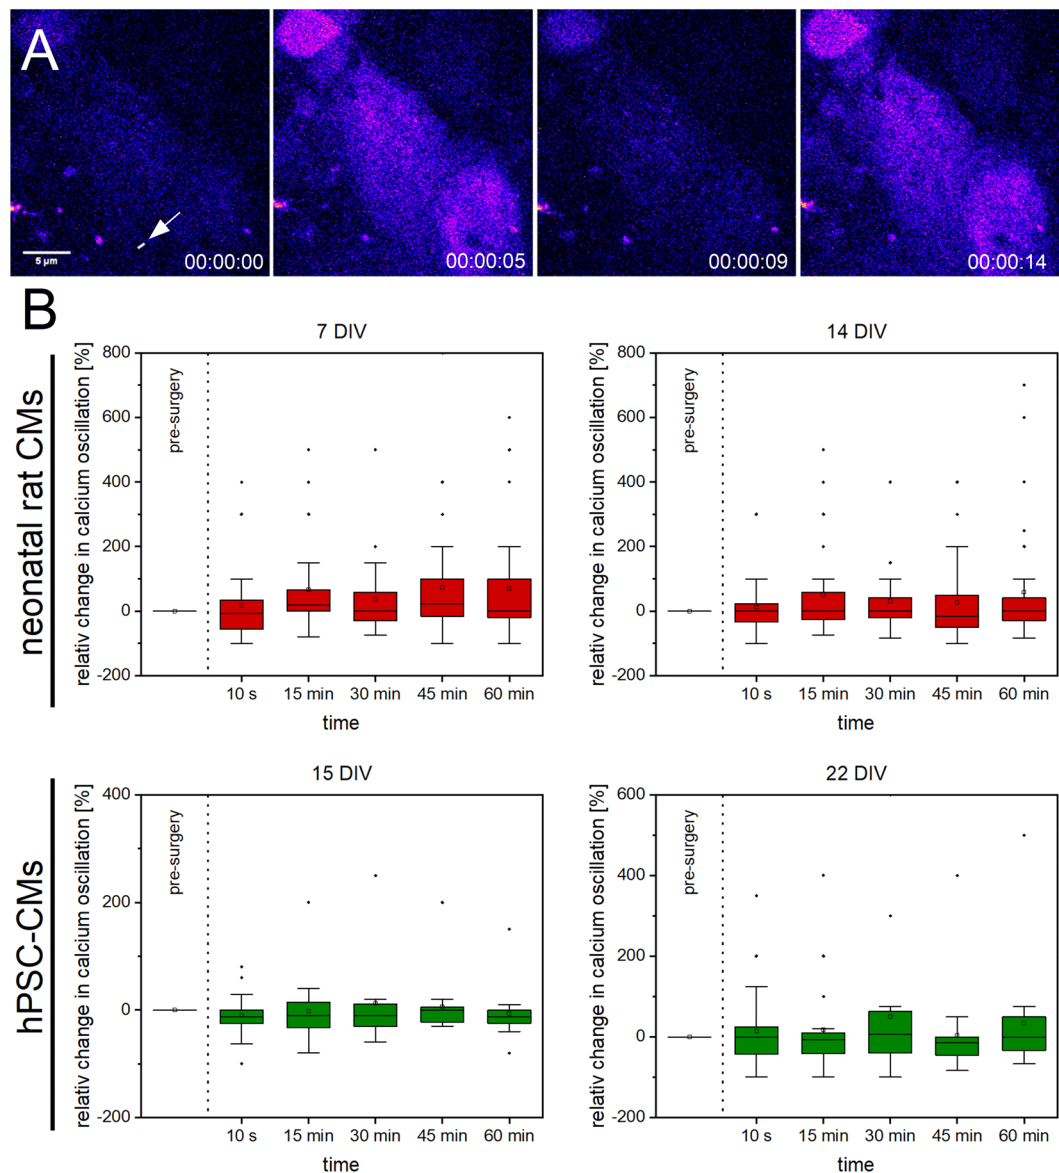 A
5 µm
00:00:00
00:00:05
00:00:09
00:00:14
B
neonatal rat CMs
7 DIV
relativ change in calcium oscillation [%]
800
600
400
200
0
-200
pre-surgery
10 s 15 min 30 min 45 min 60 min
time
14 DIV
relativ change in calcium oscillation [%]
800
600
400
200
0
-200
pre-surgery
10 s 15 min 30 min 45 min 60 min
time
hPSC-CMs
15 DIV
relativ change in calcium oscillation [%]
400
200
0
-200
pre-surgery
10 s 15 min 30 min 45 min 60 min
time
22 DIV
relativ change in calcium oscillation [%]
600
400
200
0
-200
pre-surgery
10 s 15 min 30 min 45 min 60 min
time